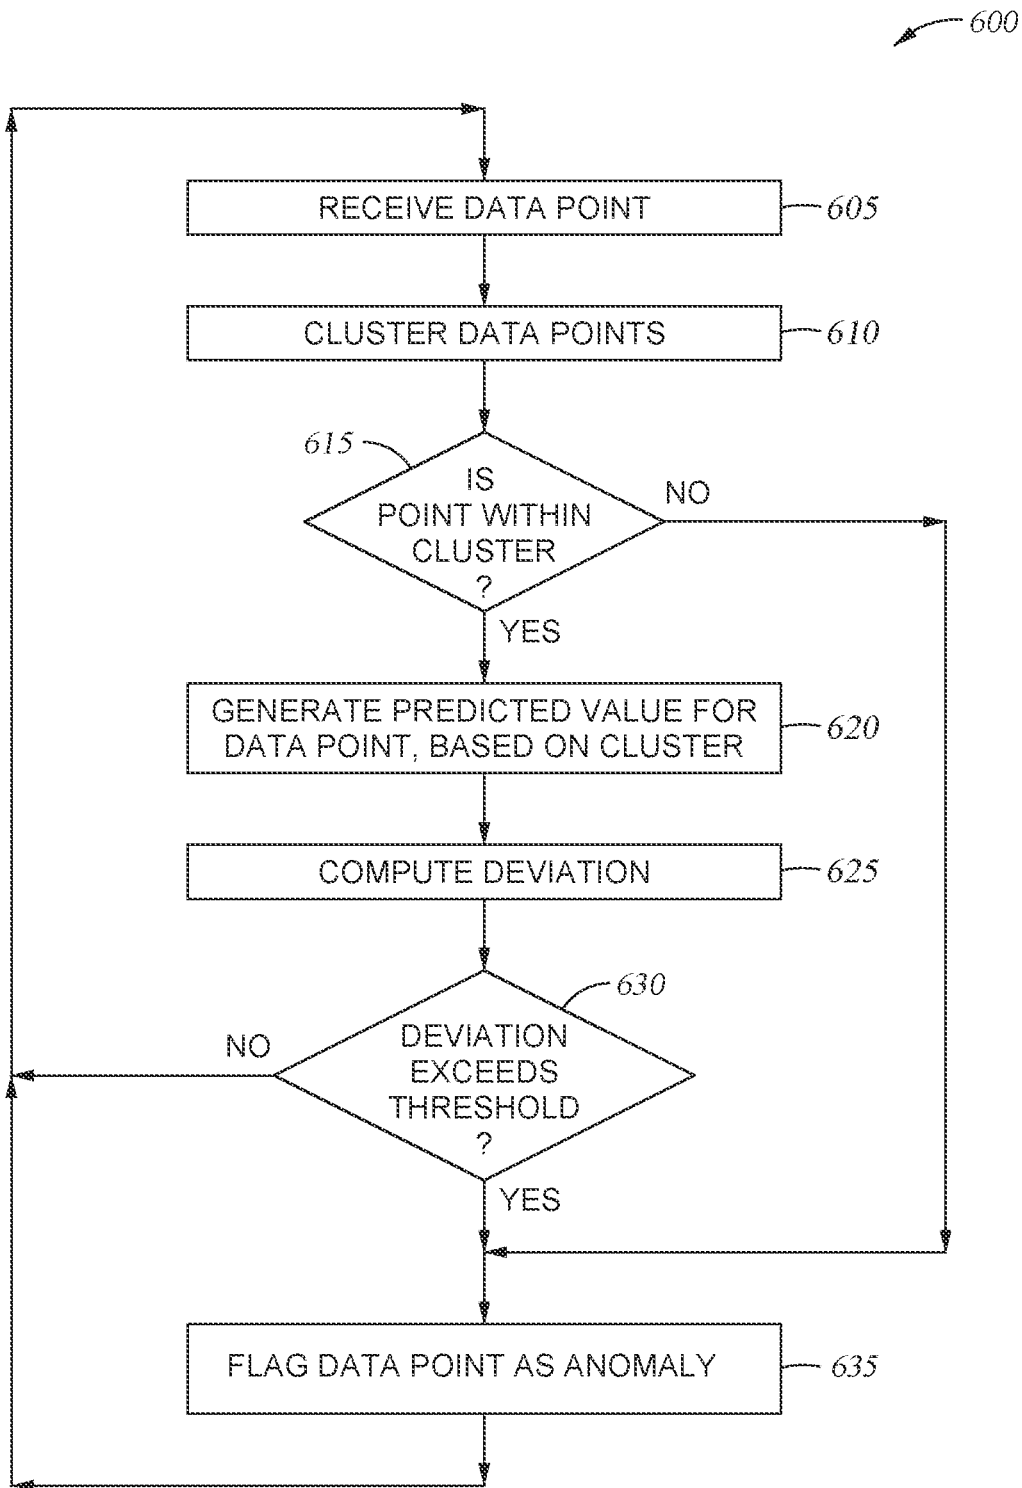 600
RECEIVE DATA POINT
605
CLUSTER DATA POINTS
610
615
IS
POINT WITHIN
CLUSTER
?
NO
YES
GENERATE PREDICTED VALUE FOR
DATA POINT, BASED ON CLUSTER
620
COMPUTE DEVIATION
625
630
DEVIATION
EXCEEDS
THRESHOLD
?
NO
YES
FLAG DATA POINT AS ANOMALY
635